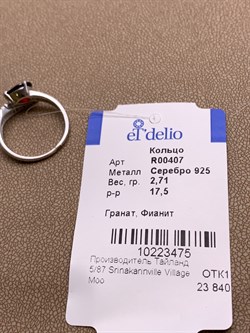 el delio
Кольцо
Арт R00407
Металл Серебро 925
Вес, гр. 2,71
р-р 17,5
Гранат, Фианит
10223475
Производитель Тайланд
5/87 Srinakannville Village
Moo
ОТК1
23 840